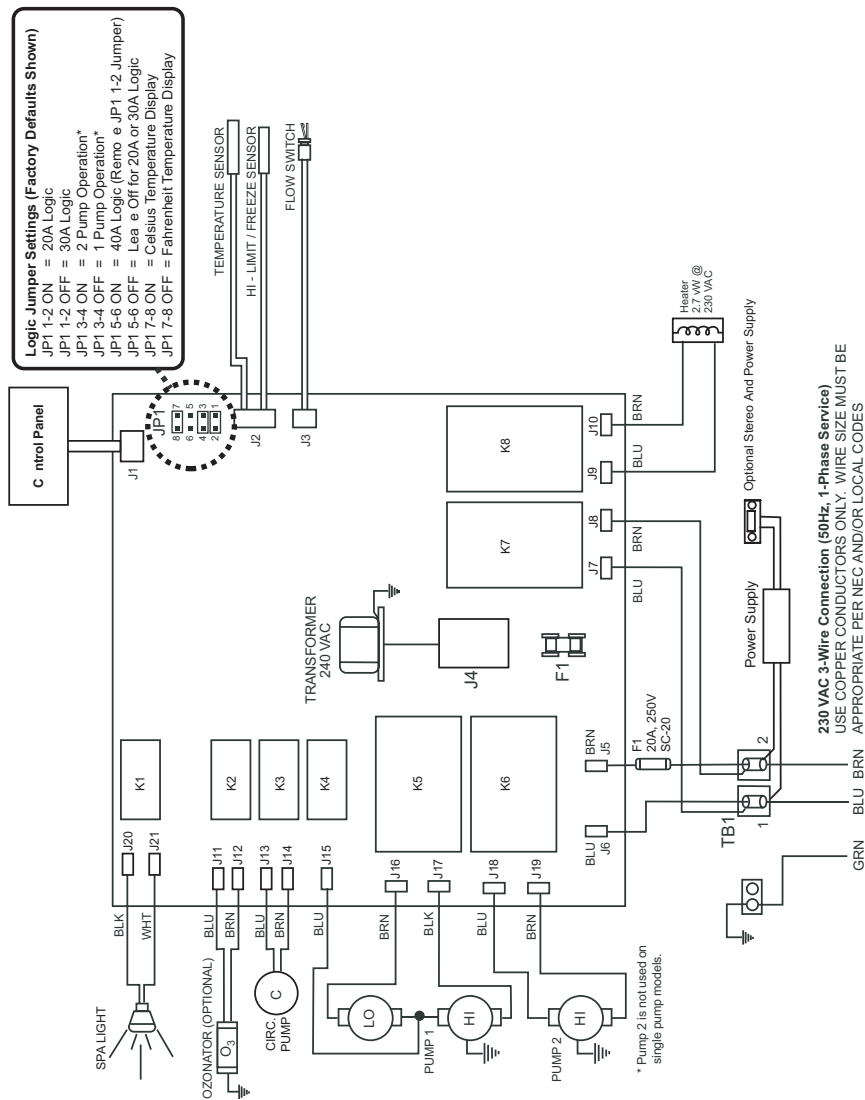 Logic Jumper Settings (Factory Defaults Shown)
JP1 1-2 ON = 20A Logic
JP1 1-2 OFF = 30A Logic
JP1 3-4 ON = 2 Pump Operation*
JP1 3-4 OFF = 1 Pump Operation*
JP1 5-6 ON = 40A Logic (Remo e JP1 1-2 Jumper)
JP1 5-6 OFF = Lea e Off for 20A or 30A Logic
JP1 7-8 ON = Celsius Temperature Display
JP1 7-8 OFF = Fahrenheit Temperature Display
C ntrol Panel
J1
JP1
8 7
6 5
4 3
2 1
J2
J3
TEMPERATURE SENSOR
HI - LIMIT / FREEZE SENSOR
FLOW SWITCH
SPA LIGHT
BLK
WHT
J20
J21
K1
OZONATOR (OPTIONAL)
O3
BLU
BRN
J11
J12
K2
CIRC.
PUMP
C
BLU
BRN
J13
J14
K3
J15
K4
TRANSFORMER
240 VAC
J4
F1
PUMP 1
LO
HI
BRN
BLK
J16
J17
K5
PUMP 2
HI
BLU
BRN
J18
J19
K6
* Pump 2 is not used on
single pump models.
K7
K8
BLU
J6
BRN
J5
F1
20A, 250V
SC-20
J7
BLU
J8
BRN
J9
BLU
J10
BRN
Heater
2.7 vW @
230 VAC
TB1
1
2
Power Supply
Optional Stereo And Power Supply
GRN
BLU
BRN
230 VAC 3-Wire Connection (50Hz, 1-Phase Service)
USE COPPER CONDUCTORS ONLY. WIRE SIZE MUST BE
APPROPRIATE PER NEC AND/OR LOCAL CODES